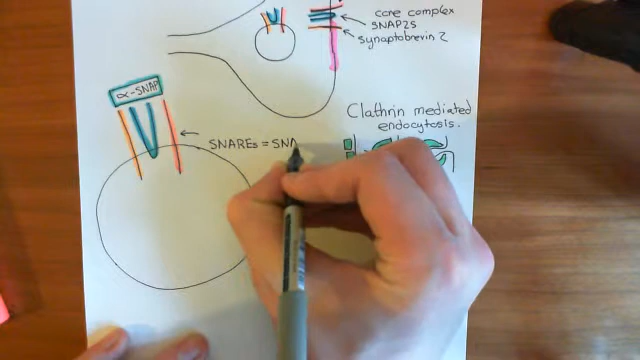 core complex
SNAP25
synaptobrevin 2
α-SNAP
Clathrin mediated
endocytosis.
SNAREs = SNA